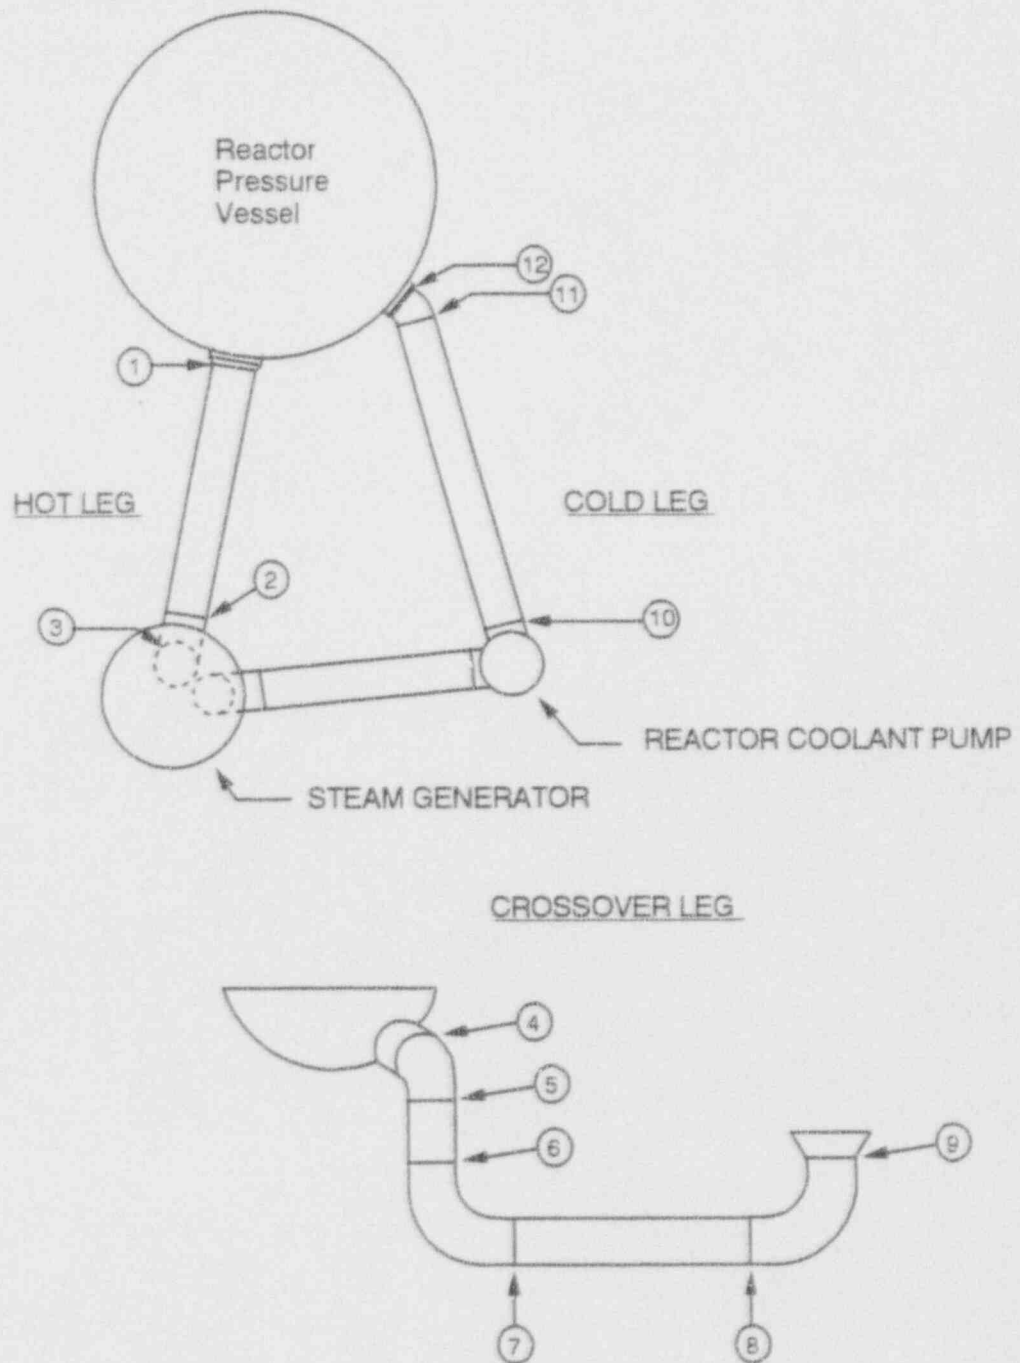 Reactor
Pressure
Vessel
12
11
1
HOT LEG
COLD LEG
2
3
10
REACTOR COOLANT PUMP
STEAM GENERATOR
CROSSOVER LEG
4
5
6
9
7
8